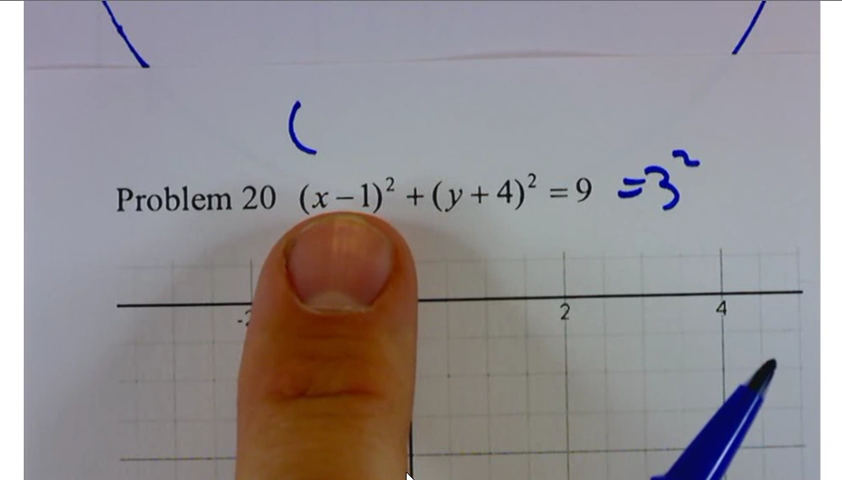 (
Problem 20 (x − 1)² + (y + 4)² = 9 = 3²
2 4